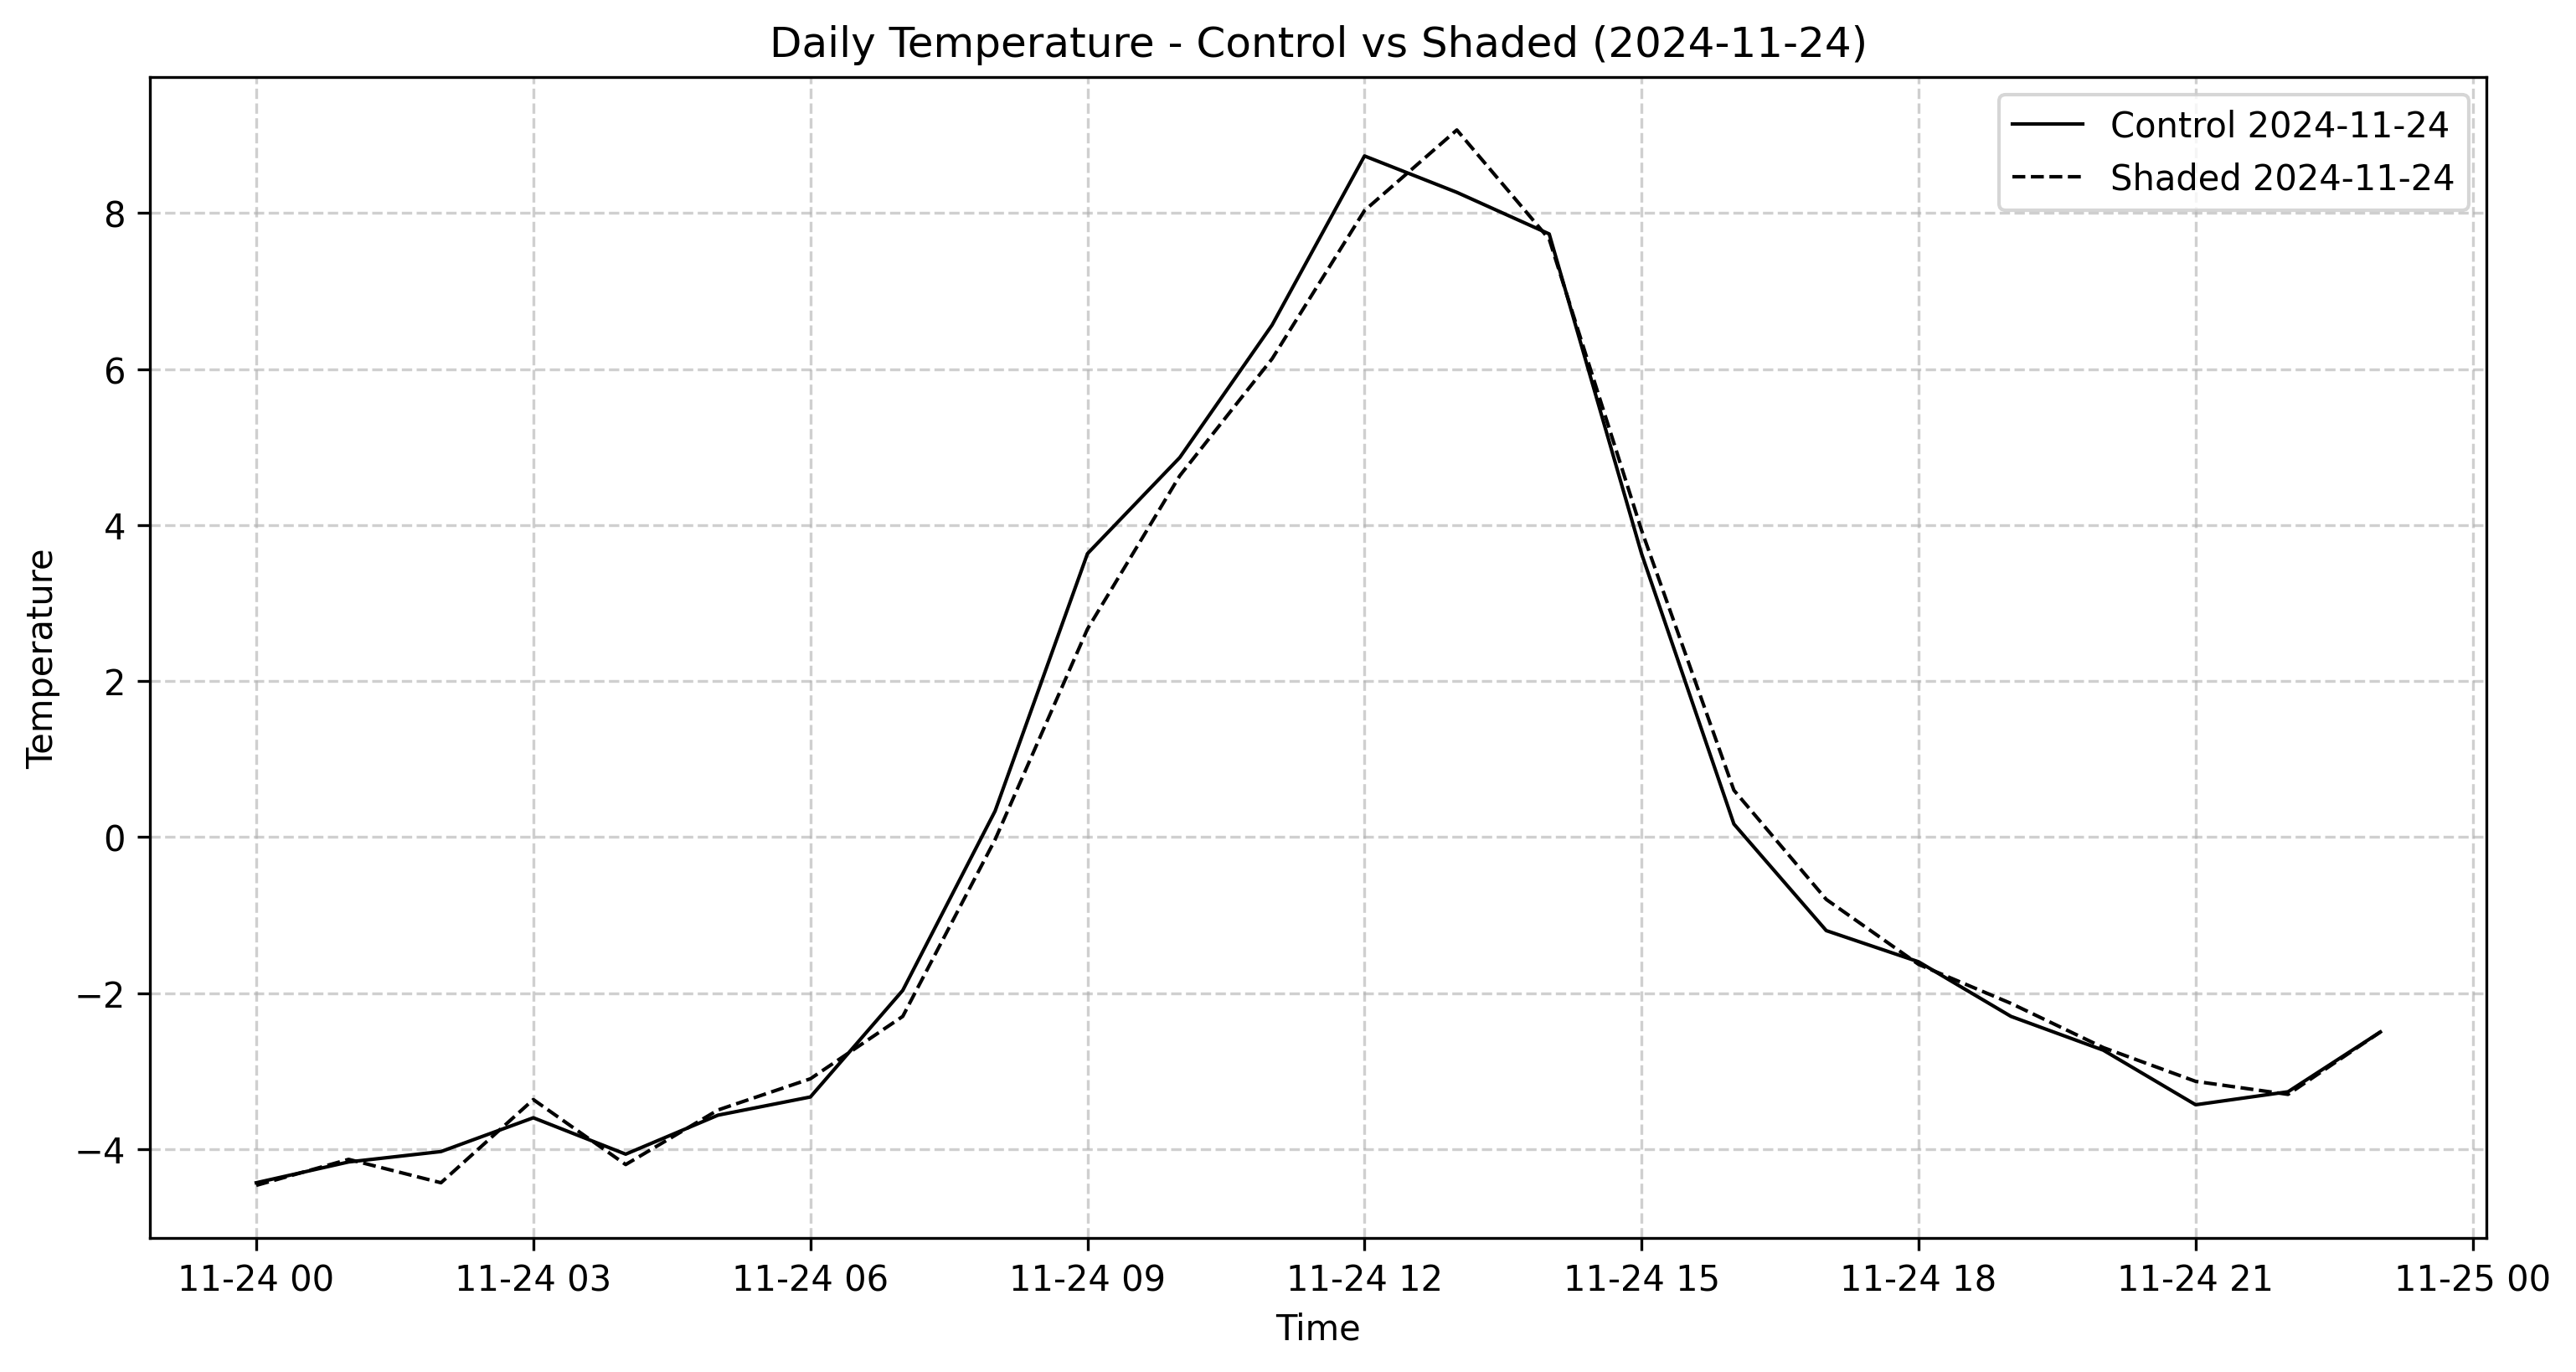 Daily Temperature - Control vs Shaded (2024-11-24)
Control 2024-11-24
Shaded 2024-11-24
Temperature
8
6
4
2
0
−2
−4
11-24 00 11-24 03 11-24 06 11-24 09 11-24 12 11-24 15 11-24 18 11-24 21 11-25 00
Time